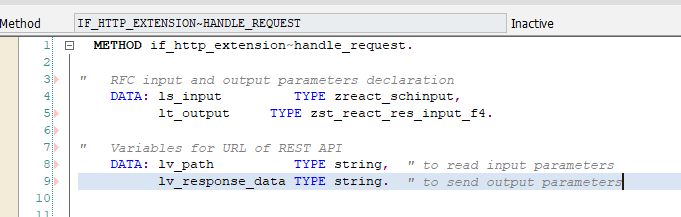 Method IF_HTTP_EXTENSION~HANDLE_REQUEST Inactive
1 METHOD if_http_extension~handle_request.
2
3 " RFC input and output parameters declaration
4 DATA: ls_input TYPE zreact_schinput,
5 lt_output TYPE zst_react_res_input_f4.
6
7 " Variables for URL of REST API
8 DATA: lv_path TYPE string, " to read input parameters
9 lv_response_data TYPE string. " to send output parameters
10
11